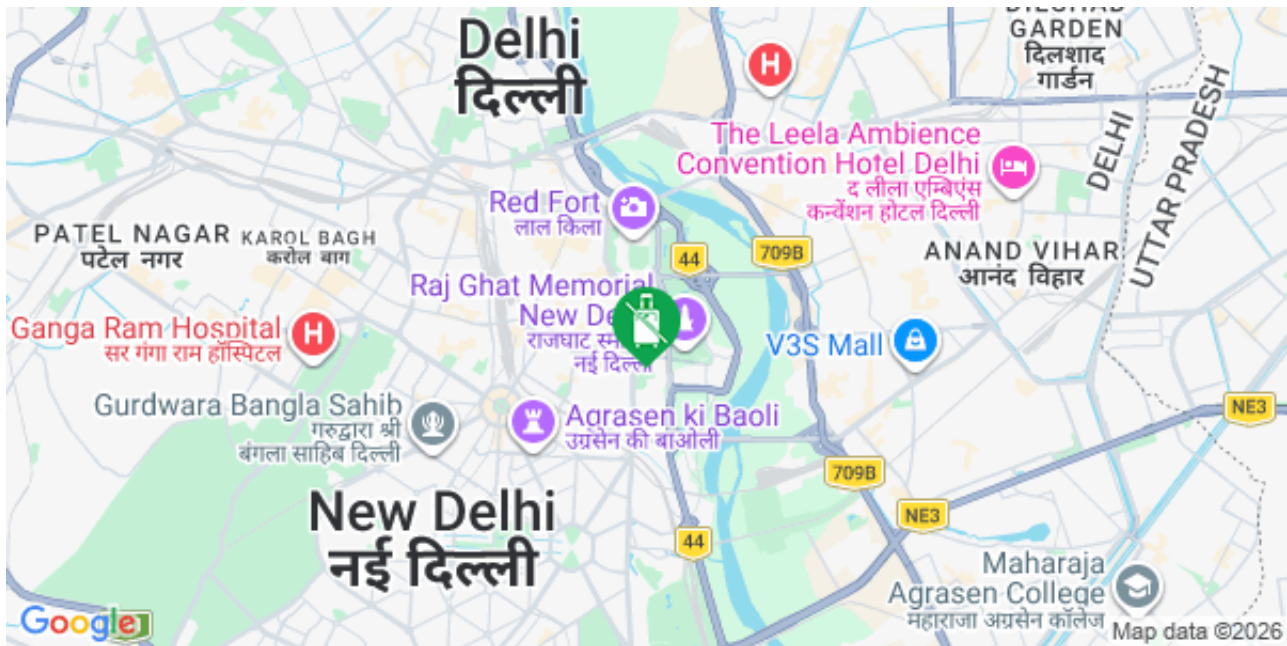 Delhi
दिल्ली
GARDEN
दिलशाद
गार्डन
H
The Leela Ambience
Convention Hotel Delhi
द लीला एम्बिएंस
कन्वेंशन होटल दिल्ली
DELHI
UTTAR PRADESH
Red Fort
लाल किला
PATEL NAGAR
पटेल नगर
KAROL BAGH
करोल बाग
44
709B
ANAND VIHAR
आनंद विहार
Raj Ghat Memorial
New
राजघाट
नई दिल्ली
Ganga Ram Hospital
सर गंगा राम हॉस्पिटल
H
V3S Mall
Gurdwara Bangla Sahib
गुरुद्वारा श्री
बंगला साहिब दिल्ली
Agrasen ki Baoli
उग्रसेन की बाओली
NE3
709B
New Delhi
नई दिल्ली
NE3
44
Maharaja
Agrasen College
महाराजा अग्रसेन कॉलेज
Google
Map data ©2026